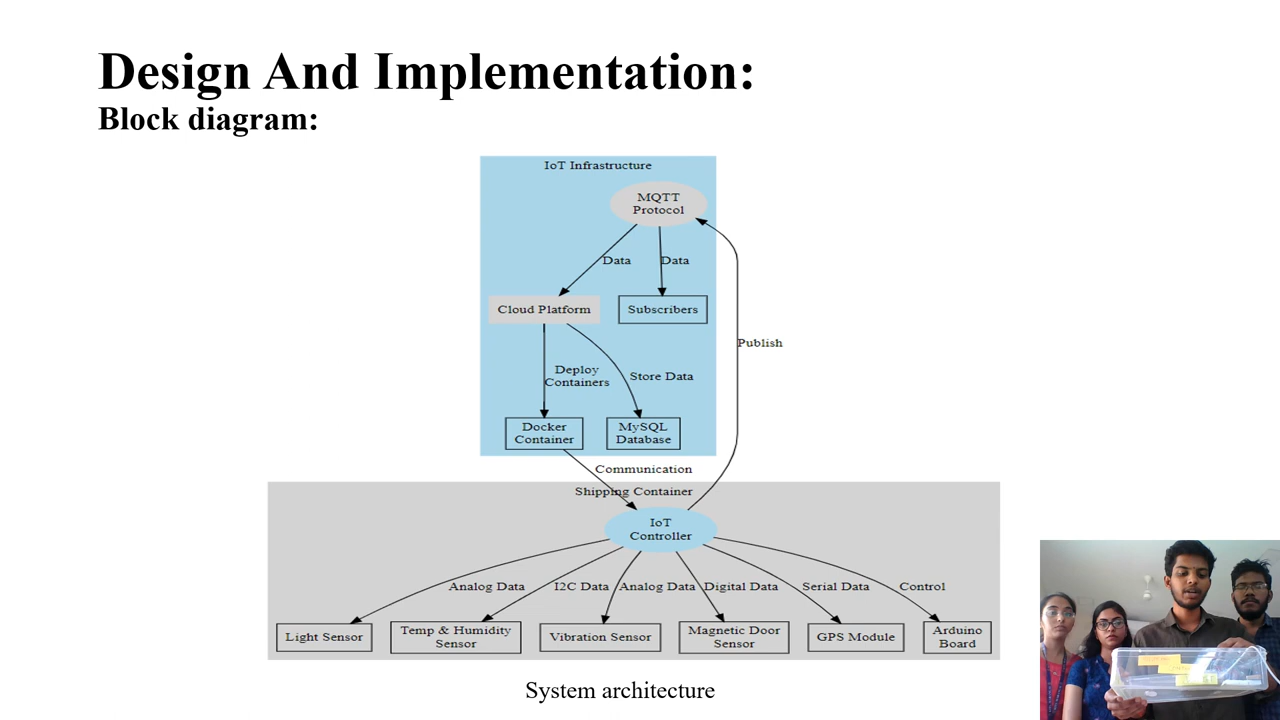 Design And Implementation:
Block diagram:
IoT Infrastructure
MQTT
Protocol
Data
Data
Cloud Platform
Subscribers
Publish
Deploy
Containers
Store Data
Docker
Container
MySQL
Database
Communication
Shipping Container
IoT
Controller
Analog Data
I2C Data
Analog Data
Digital Data
Serial Data
Control
Light Sensor
Temp & Humidity
Sensor
Vibration Sensor
Magnetic Door
Sensor
GPS Module
Arduino
Board
System architecture